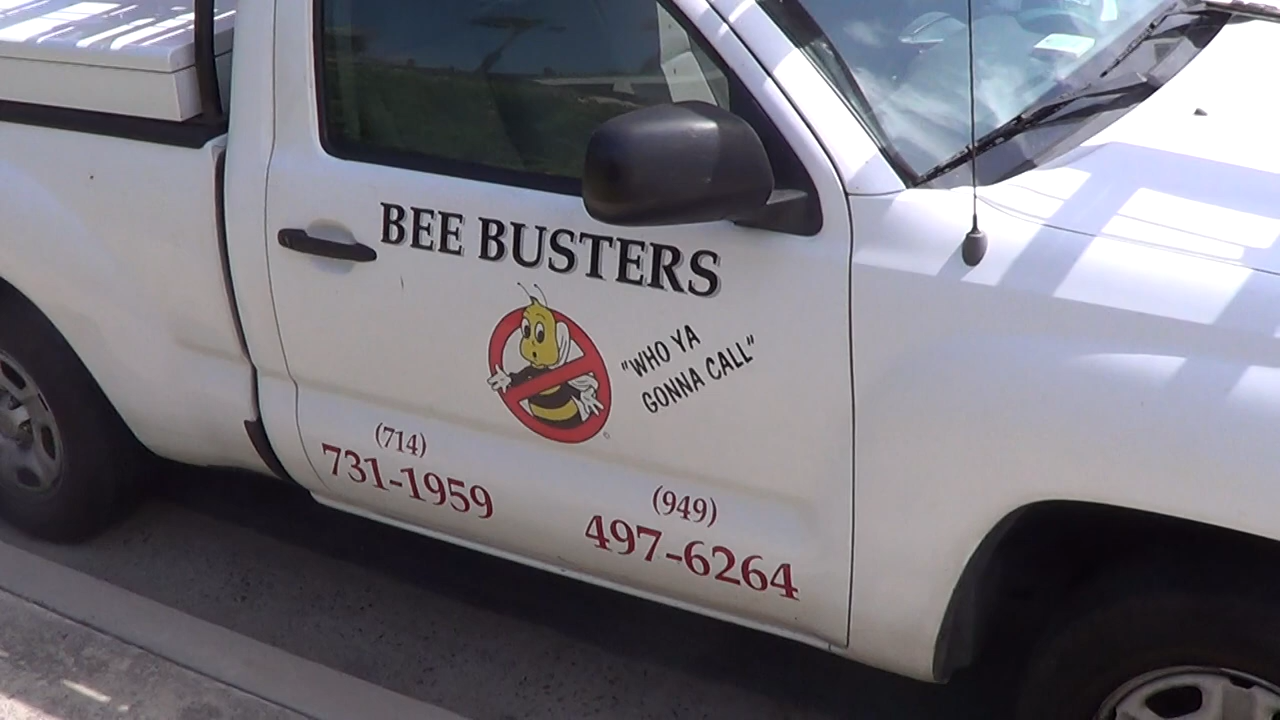 BEE BUSTERS
"WHO YA
GONNA CALL"
(714)
731-1959
(949)
497-6264